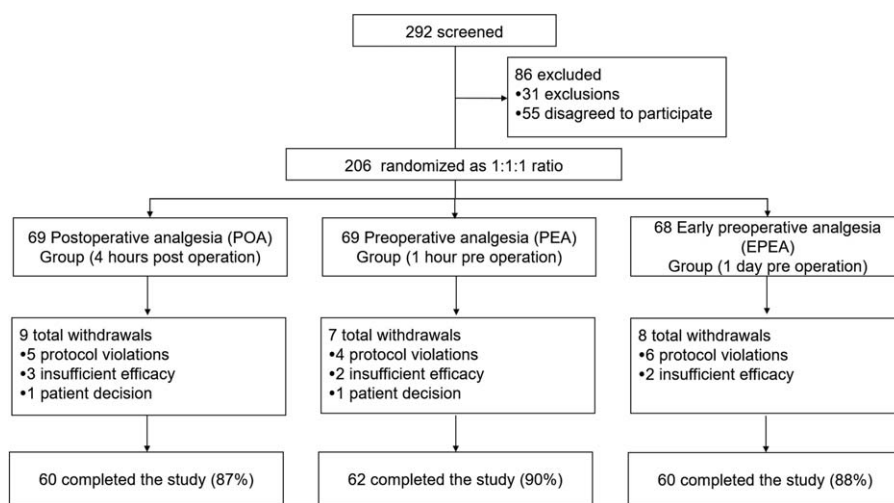 292 screened
86 excluded
•31 exclusions
•55 disagreed to participate
206 randomized as 1:1:1 ratio
69 Postoperative analgesia (POA)
Group (4 hours post operation)
69 Preoperative analgesia (PEA)
Group (1 hour pre operation)
68 Early preoperative analgesia
(EPEA)
Group (1 day pre operation)
9 total withdrawals
•5 protocol violations
•3 insufficient efficacy
•1 patient decision
7 total withdrawals
•4 protocol violations
•2 insufficient efficacy
•1 patient decision
8 total withdrawals
•6 protocol violations
•2 insufficient efficacy
60 completed the study (87%)
62 completed the study (90%)
60 completed the study (88%)